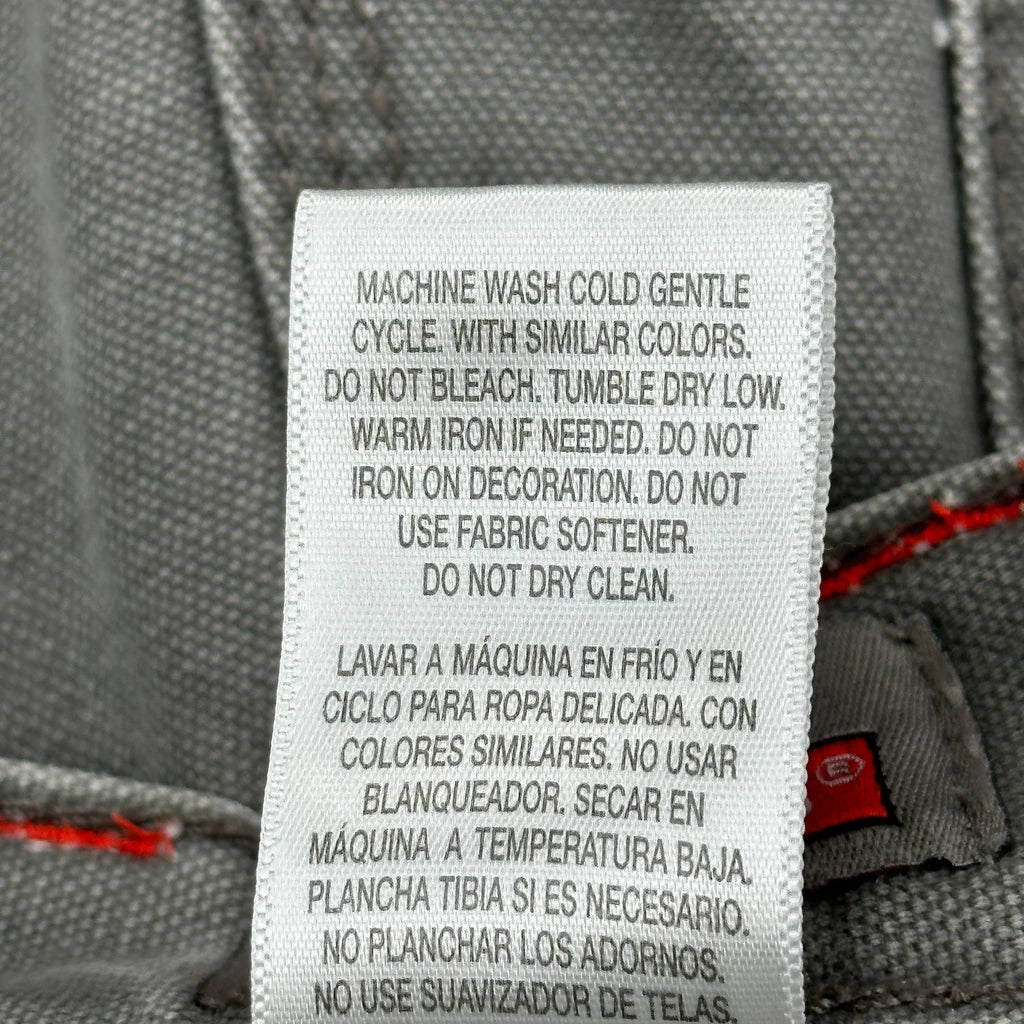 MACHINE WASH COLD GENTLE
CYCLE. WITH SIMILAR COLORS.
DO NOT BLEACH. TUMBLE DRY LOW.
WARM IRON IF NEEDED. DO NOT
IRON ON DECORATION. DO NOT
USE FABRIC SOFTENER.
DO NOT DRY CLEAN.
LAVAR A MÁQUINA EN FRÍO Y EN
CICLO PARA ROPA DELICADA. CON
COLORES SIMILARES. NO USAR
BLANQUEADOR. SECAR EN
MÁQUINA A TEMPERATURA BAJA.
PLANCHA TIBIA SI ES NECESARIO.
NO PLANCHAR LOS ADORNOS.
NO USE SUAVIZADOR DE TELAS.
®